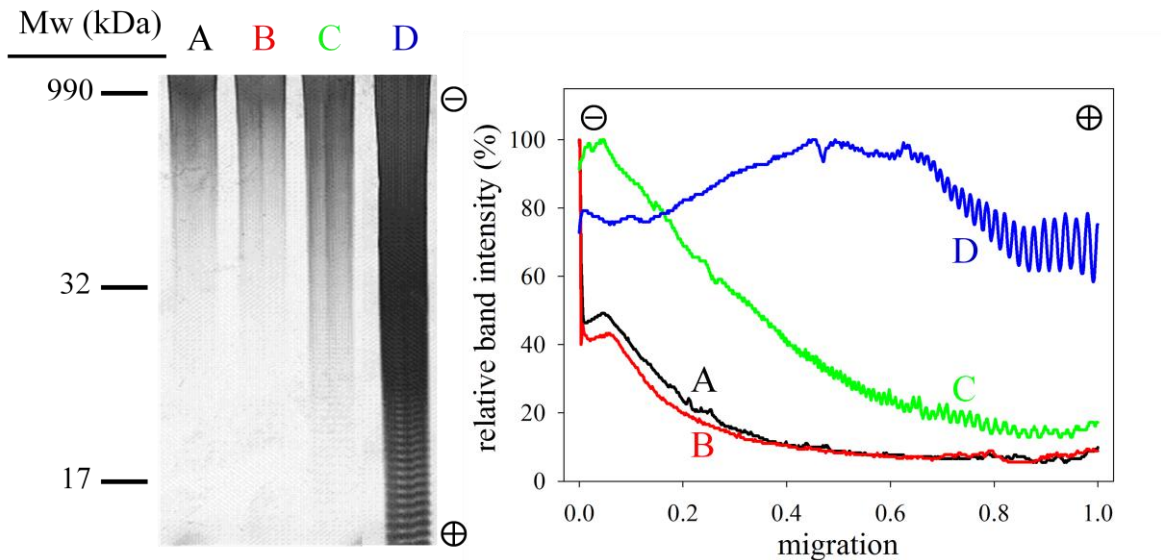 Mw (kDa)
A B C D
990
32
17
⊖
⊕
relative band intensity (%)
100
80
60
40
20
0
⊖
⊕
A
B
C
D
0.0 0.2 0.4 0.6 0.8 1.0
migration